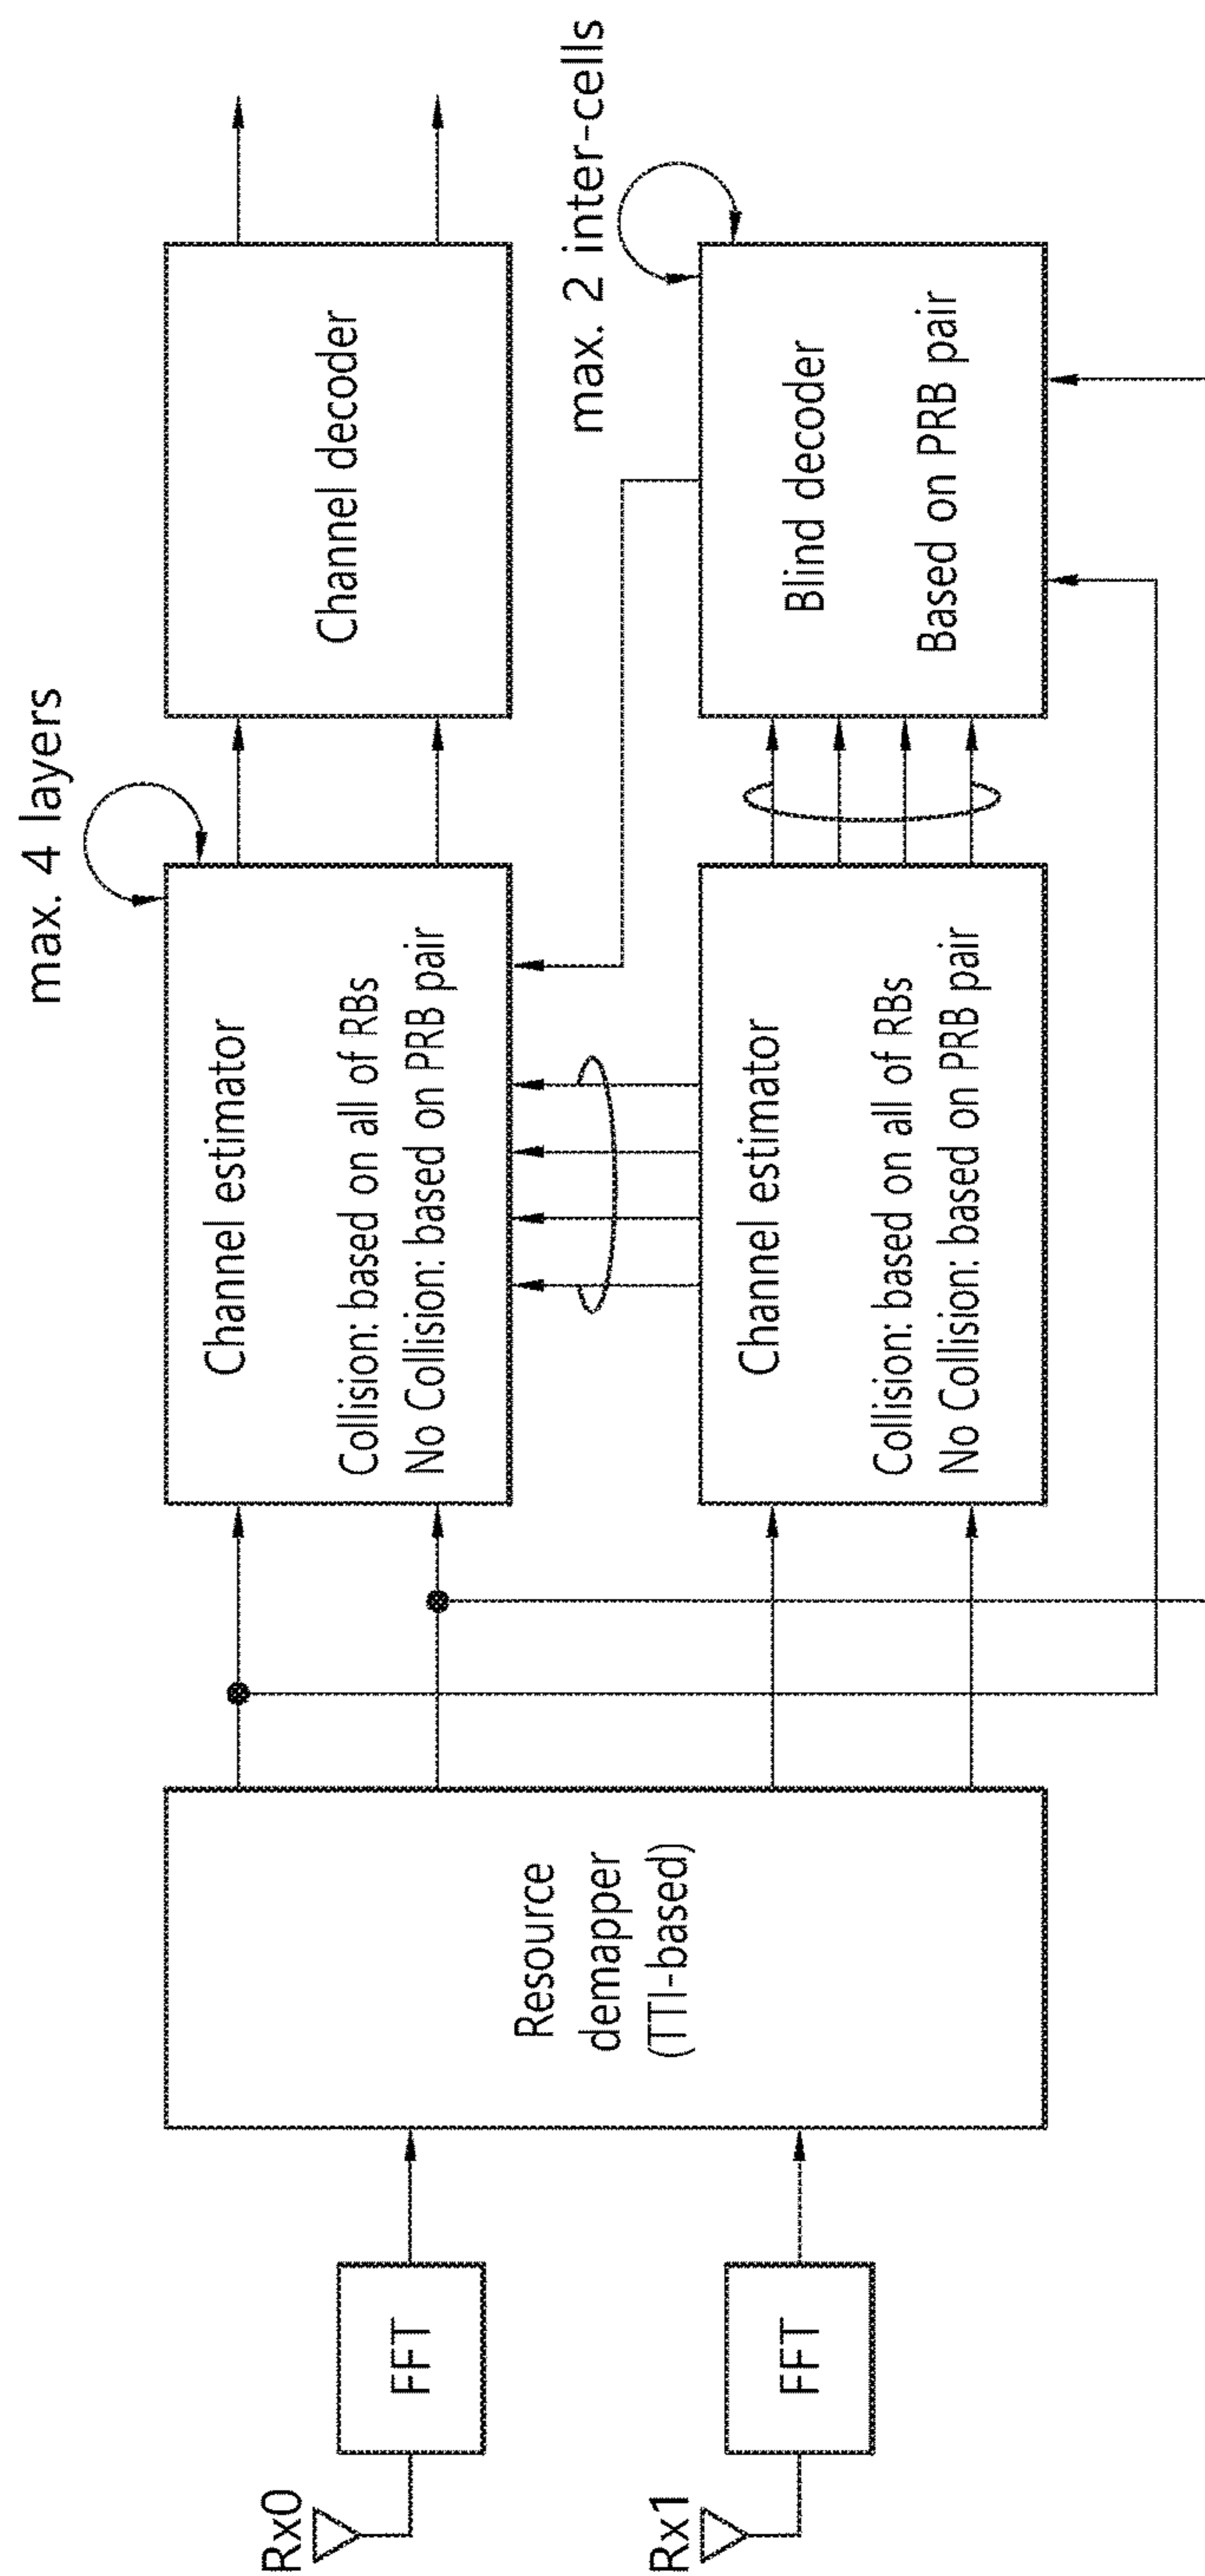 Rx0
FFT
Rx1
FFT
Resource
demapper
(TTI-based)
max. 4 layers
Channel estimator
Collision: based on all of RBs
No Collision: based on PRB pair
Channel decoder
Channel estimator
Collision: based on all of RBs
No Collision: based on PRB pair
max. 2 inter-cells
Blind decoder
Based on PRB pair